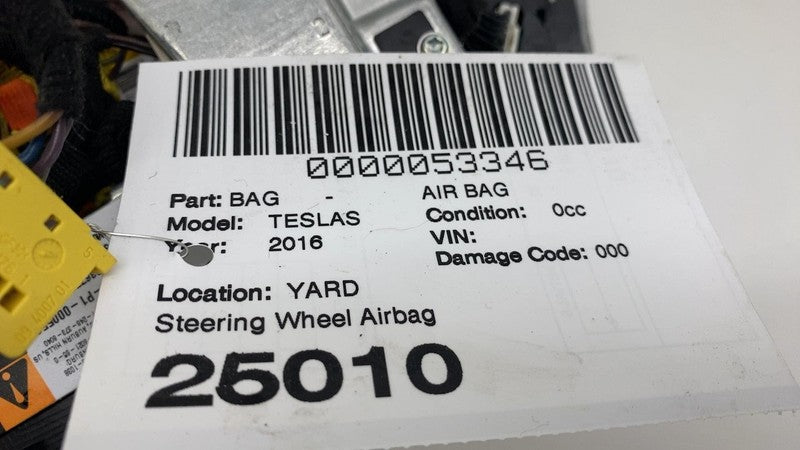 0000053346
Part: BAG - AIR BAG
Model: TESLAS Condition: 0cc
Year: 2016 VIN:
Damage Code: 000
Location: YARD
Steering Wheel Airbag
25010